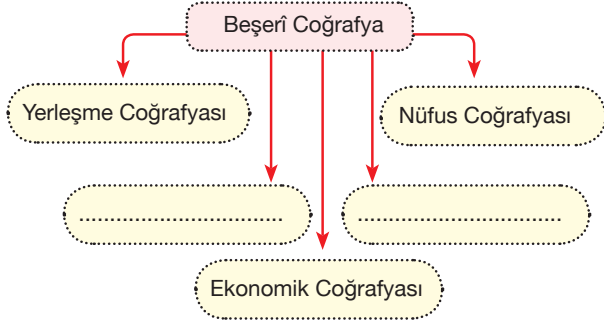 Beşerî Coğrafya
Yerleşme Coğrafyası
Nüfus Coğrafyası
................................
................................
Ekonomik Coğrafyası